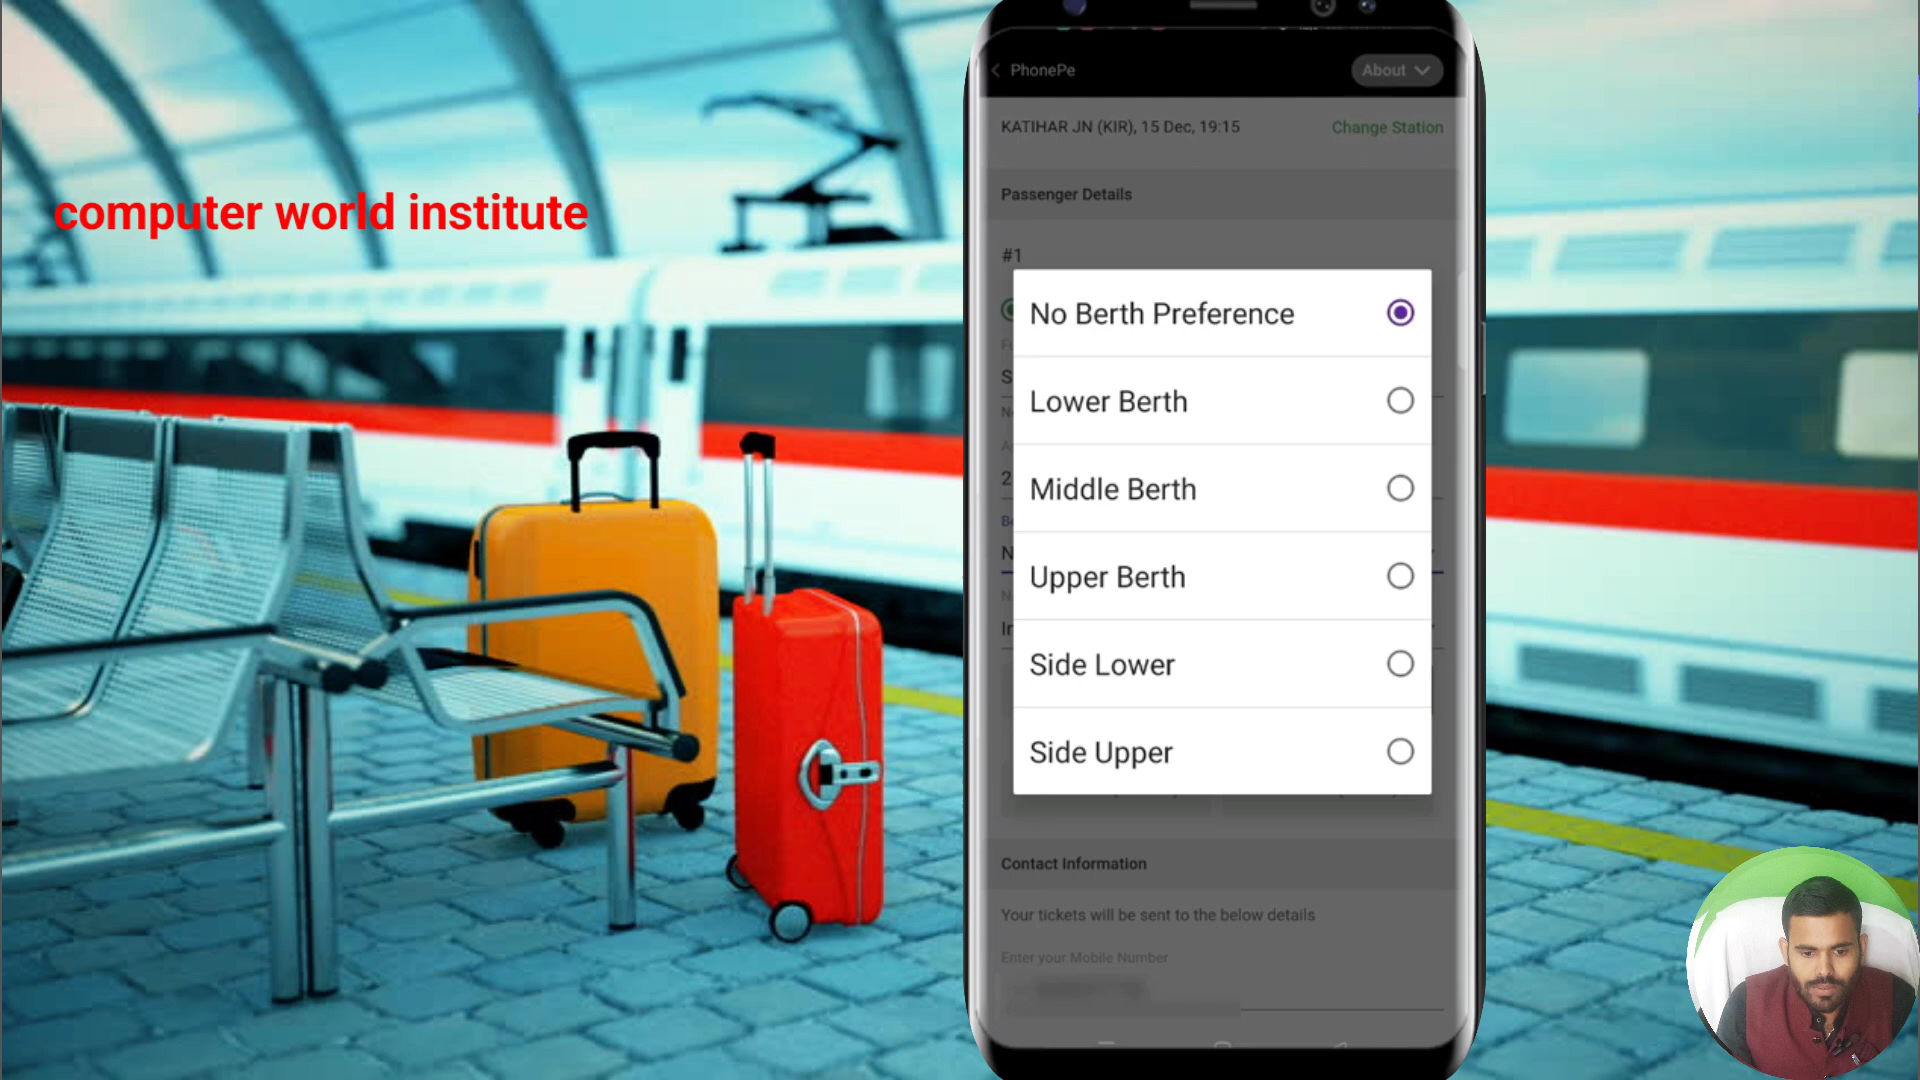 computer world institute
PhonePe
About
KATIHAR JN (KIR), 15 Dec, 19:15
Change Station
Passenger Details
#1
No Berth Preference
Lower Berth
Middle Berth
Upper Berth
Side Lower
Side Upper
Contact Information
Your tickets will be sent to the below details
Enter your Mobile Number